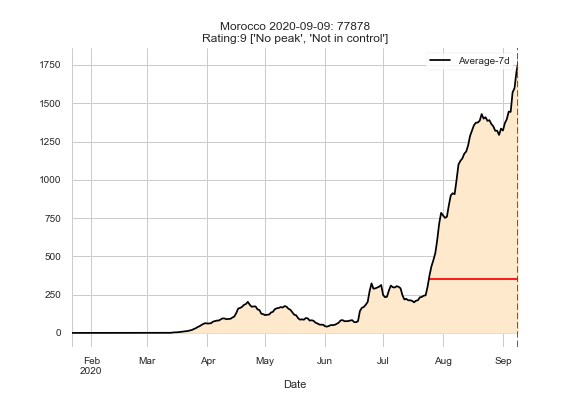 Morocco 2020-09-09: 77878
Rating:9 ['No peak', 'Not in control']
Average-7d
1750
1500
1250
1000
750
500
250
0
Feb
2020
Mar
Apr
May
Jun
Jul
Aug
Sep
Date